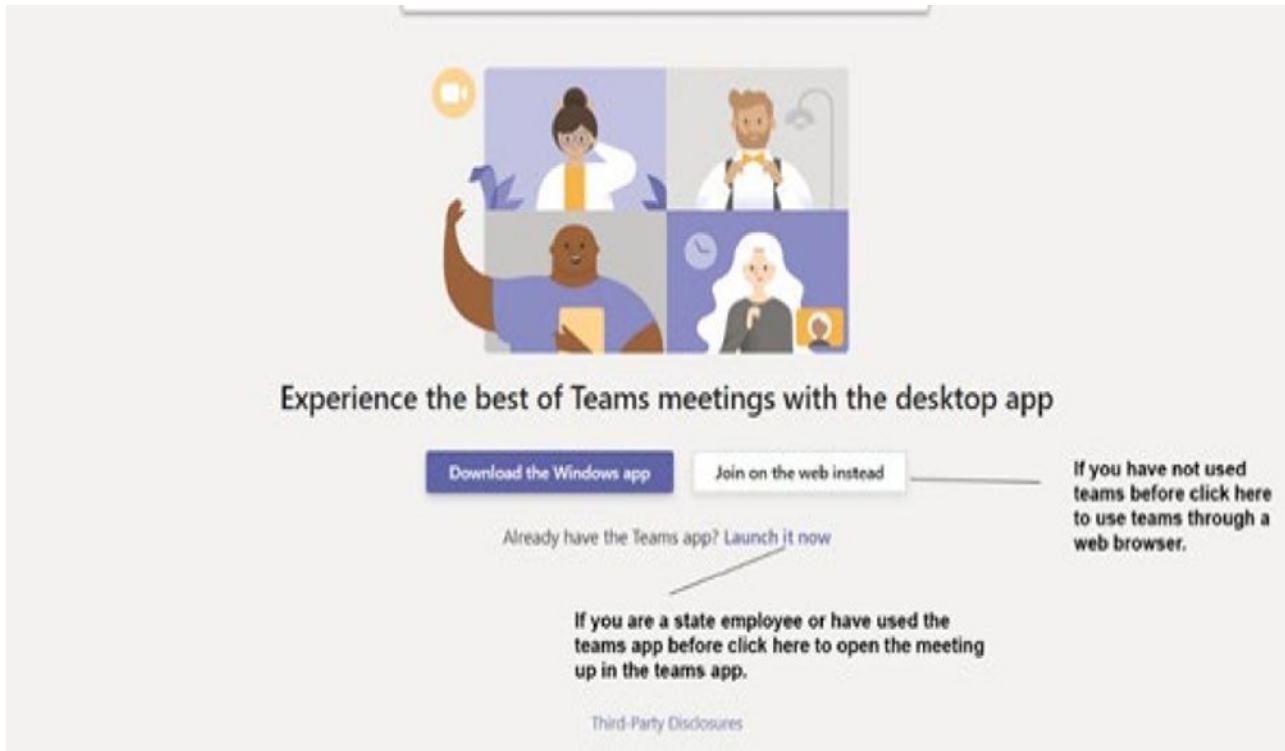 Experience the best of Teams meetings with the desktop app
Download the Windows app
Join on the web instead
If you have not used
teams before click here
to use teams through a
web browser.
Already have the Teams app? Launch it now
If you are a state employee or have used the
teams app before click here to open the meeting
up in the teams app.
Third-Party Disclosures